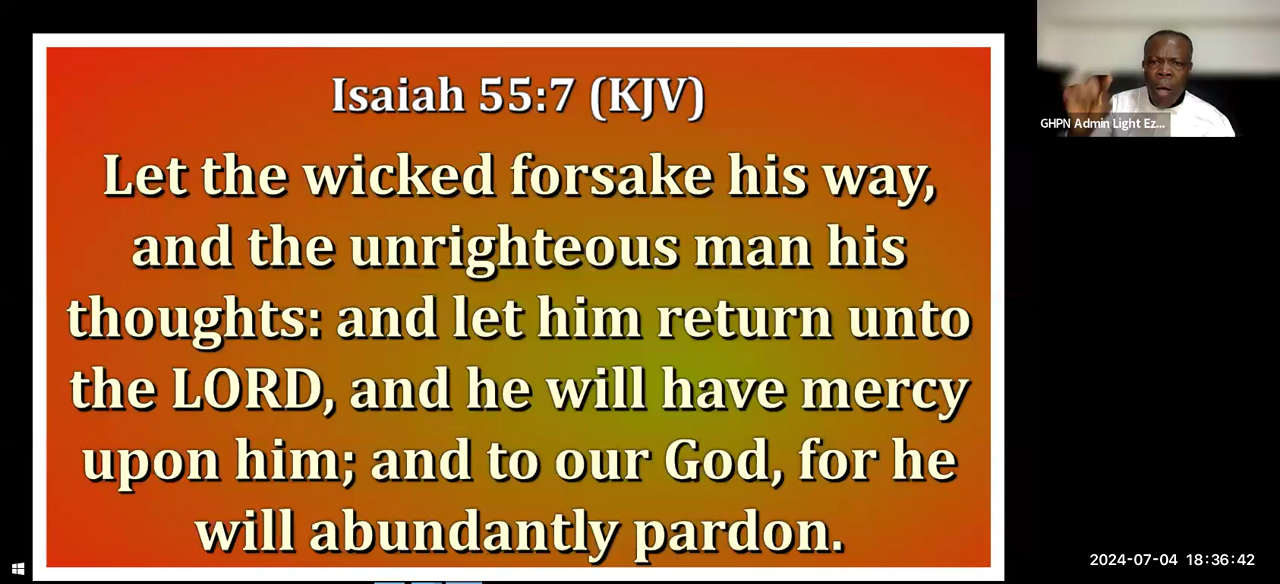 Isaiah 55:7 (KJV)
Let the wicked forsake his way,
and the unrighteous man his
thoughts: and let him return unto
the LORD, and he will have mercy
upon him; and to our God, for he
will abundantly pardon.
GHPN Admin Light Ez...
2024-07-04 18:36:42